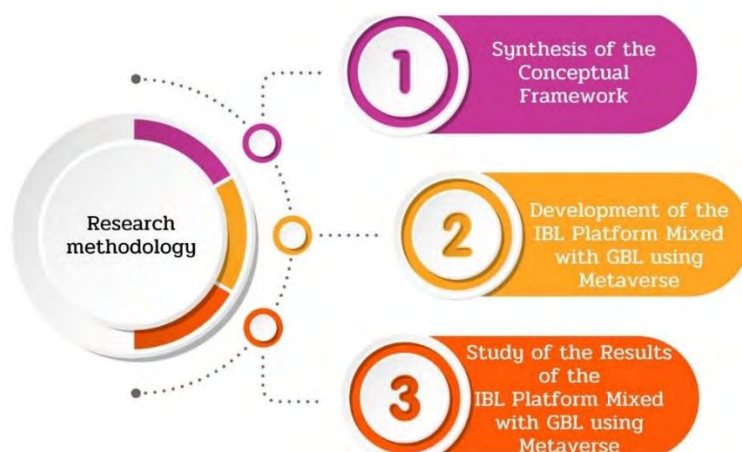 Research
methodology
1
Synthesis of the
Conceptual
Framework
2
Development of the
IBL Platform Mixed
with GBL using
Metaverse
3
Study of the Results
of the
IBL Platform Mixed
with GBL using
Metaverse